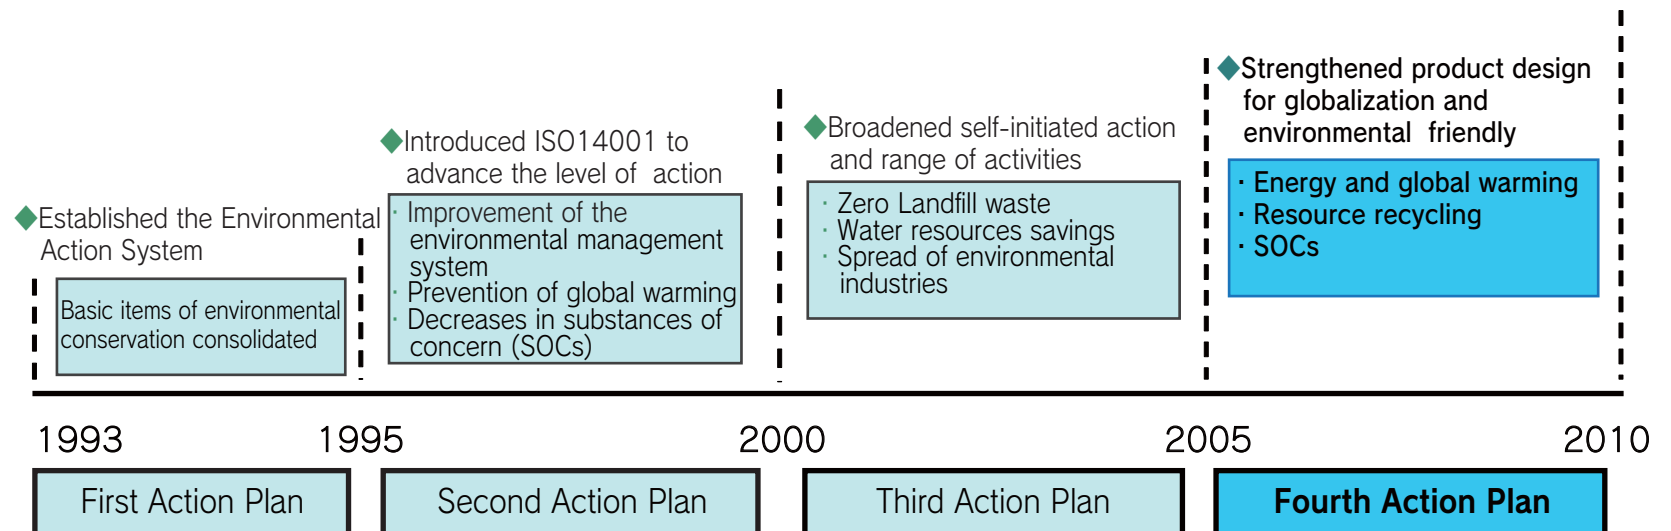 ◆Established the Environmental
Action System
Basic items of environmental
conservation consolidated
◆Introduced ISO14001 to
advance the level of action
· Improvement of the
environmental management
system
· Prevention of global warming
· Decreases in substances of
concern (SOCs)
◆Broadened self-initiated action
and range of activities
· Zero Landfill waste
· Water resources savings
· Spread of environmental
industries
◆Strengthened product design
for globalization and
environmental friendly
· Energy and global warming
· Resource recycling
· SOCs
1993
1995
2000
2005
2010
First Action Plan
Second Action Plan
Third Action Plan
Fourth Action Plan